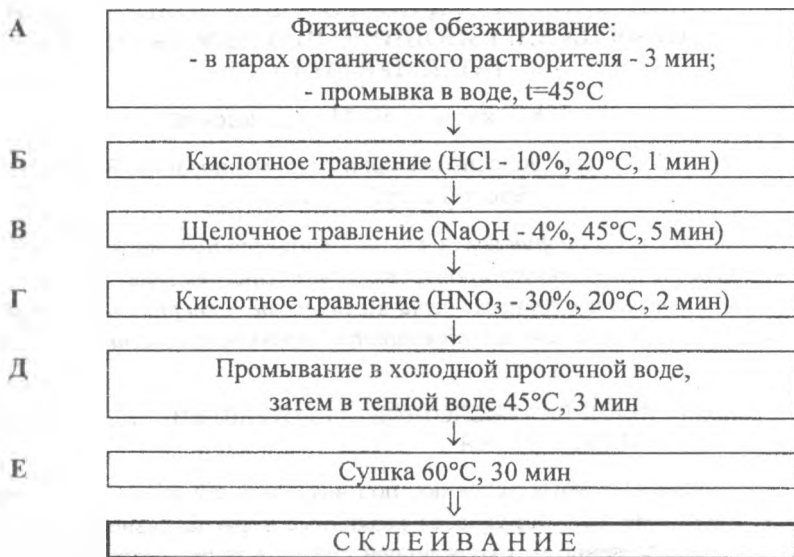 А Физическое обезжиривание:
- в парах органического растворителя - 3 мин;
- промывка в воде, t=45°C
↓
Б Кислотное травление (HCl - 10%, 20°C, 1 мин)
↓
В Щелочное травление (NaOH - 4%, 45°C, 5 мин)
↓
Г Кислотное травление (HNO₃ - 30%, 20°C, 2 мин)
↓
Д Промывание в холодной проточной воде,
затем в теплой воде 45°C, 3 мин
↓
Е Сушка 60°C, 30 мин
⇓
СКЛЕИВАНИЕ